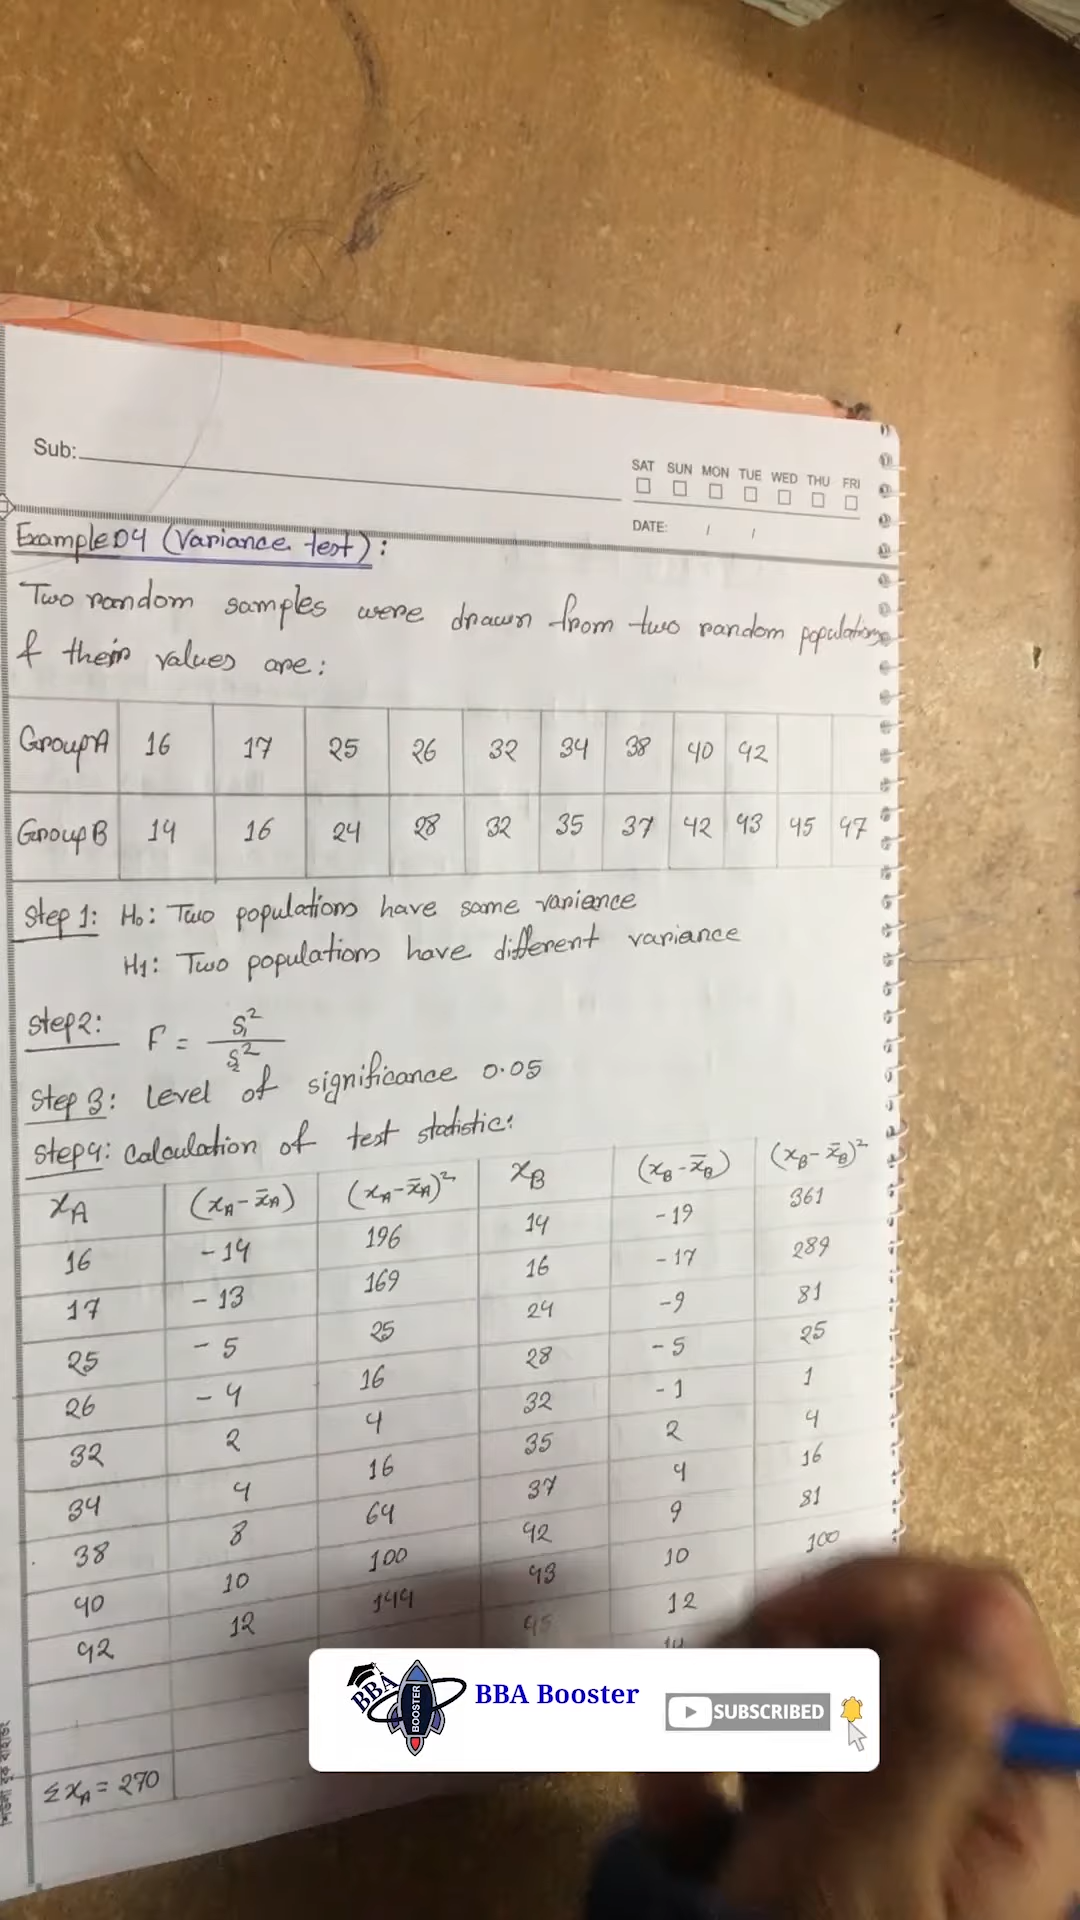 Sub:
SAT SUN MON TUE WED THU FRI
DATE: / /
Example 04 (Variance test):
Two random samples were drawn from two random populations
& their values are:
Group A 16 17 25 26 32 34 38 40 42
Group B 14 16 24 28 32 35 37 42 43 45 47
Step 1: H₀: Two populations have same variance
H₁: Two populations have different variance
Step 2: F = S₁² / S₂²
Step 3: Level of significance 0.05
Step 4: Calculation of test statistic:
x_A (x_A - x̄_A) (x_A - x̄_A)² x_B (x_B - x̄_B) (x_B - x̄_B)²
16 -14 196 14 -19 361
17 -13 169 16 -17 289
25 -5 25 24 -9 81
26 -4 16 28 -5 25
32 2 4 32 -1 1
34 4 16 35 2 4
38 8 64 37 4 16
40 10 100 42 9 81
42 12 144 43 10 100
45 12
Σx_A = 270
BBA BOOSTER
BBA Booster
SUBSCRIBED